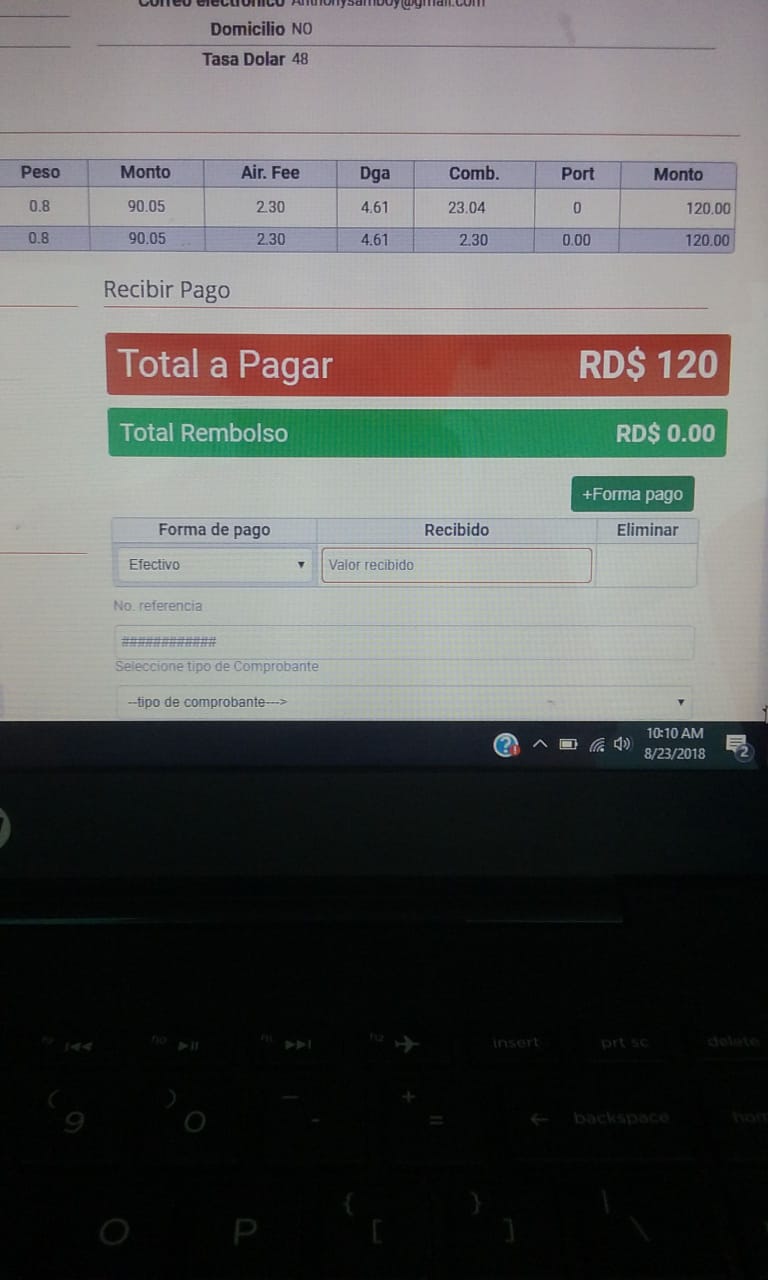 Correo electrónico Anthonysamboy@gmail.com
Domicilio NO
Tasa Dolar 48
Peso Monto Air. Fee Dga Comb. Port Monto
0.8 90.05 2.30 4.61 23.04 0 120.00
0.8 90.05 2.30 4.61 2.30 0.00 120.00
Recibir Pago
Total a Pagar RD$ 120
Total Rembolso RD$ 0.00
+Forma pago
Forma de pago Recibido Eliminar
Efectivo Valor recibido
No. referencia
############
Seleccione tipo de Comprobante
--tipo de comprobante--->
10:10 AM
8/23/2018
2
insert prt sc delete
( ) — +
9 0 - =
← backspace
{ } |
O P [ ] \